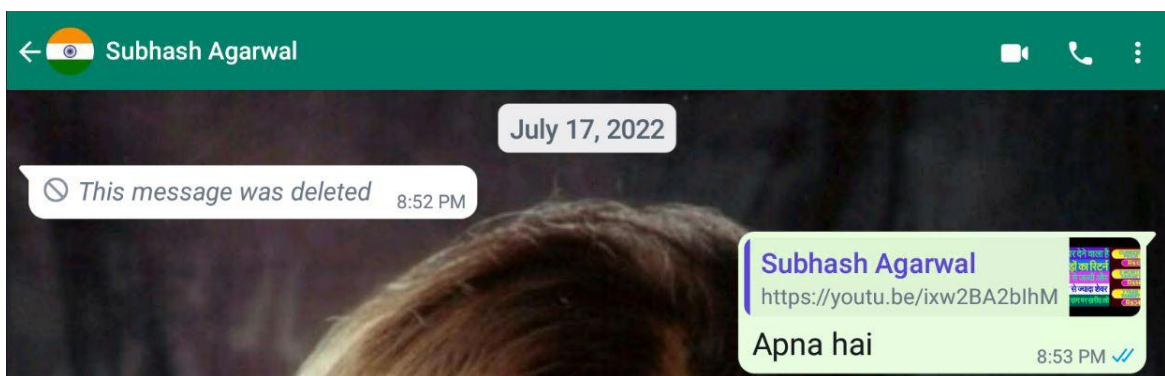 Subhash Agarwal
July 17, 2022
This message was deleted 8:52 PM
Subhash Agarwal
https://youtu.be/ixw2BA2bIhM
से ज्यादा शेयर
Apna hai
8:53 PM